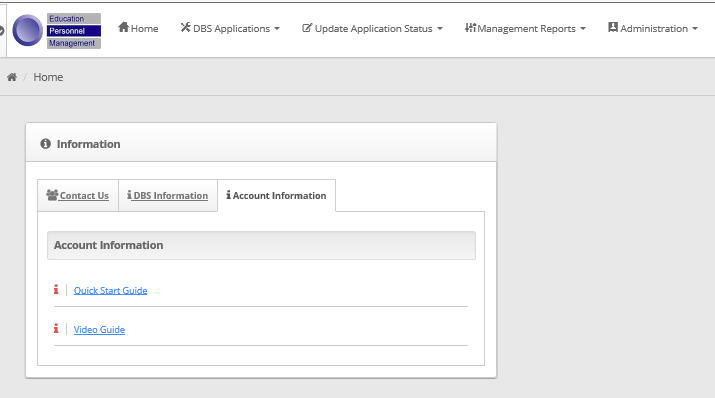 Education
Personnel
Management
Home
DBS Applications
Update Application Status
Management Reports
Administration
/ Home
Information
Contact Us
DBS Information
Account Information
Account Information
Quick Start Guide
Video Guide